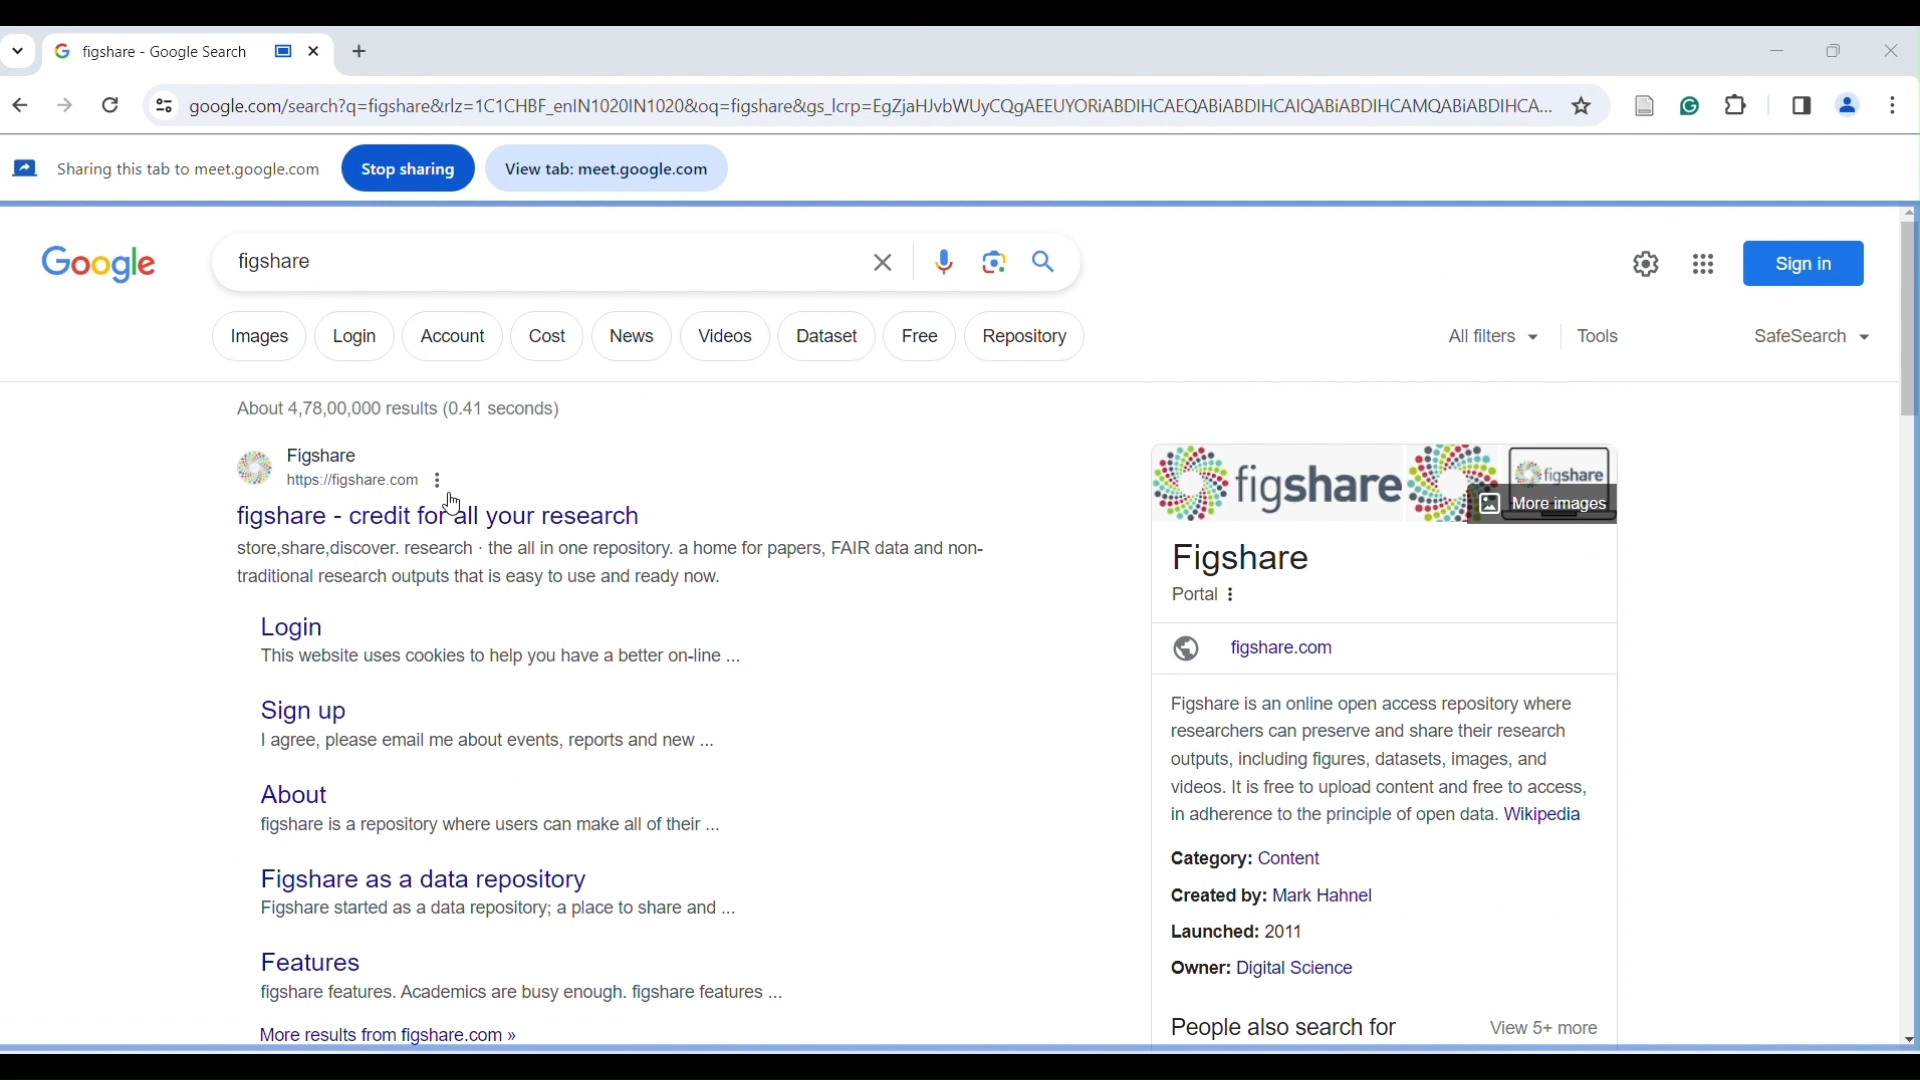 figshare - Google Search
google.com/search?q=figshare&rlz=1C1CHBF_enIN1020IN1020&oq=figshare&gs_lcrp=EgZjaHJvbWUyCQgAEEUYORiABDIHCAEQABiABDIHCAIQABiABDIHCAMQABiABDIHCA...
Sharing this tab to meet.google.com Stop sharing View tab: meet.google.com
Google figshare Sign in
Images Login Account Cost News Videos Dataset Free Repository All filters Tools SafeSearch
About 4,78,00,000 results (0.41 seconds)
Figshare
https://figshare.com
figshare - credit for all your research
store,share,discover. research · the all in one repository. a home for papers, FAIR data and non-
traditional research outputs that is easy to use and ready now.
Login
This website uses cookies to help you have a better on-line ...
Sign up
I agree, please email me about events, reports and new ...
About
figshare is a repository where users can make all of their ...
Figshare as a data repository
Figshare started as a data repository; a place to share and ...
Features
figshare features. Academics are busy enough. figshare features ...
More results from figshare.com »
figshare figshare
More images
Figshare
Portal
figshare.com
Figshare is an online open access repository where
researchers can preserve and share their research
outputs, including figures, datasets, images, and
videos. It is free to upload content and free to access,
in adherence to the principle of open data. Wikipedia
Category: Content
Created by: Mark Hahnel
Launched: 2011
Owner: Digital Science
People also search for View 5+ more